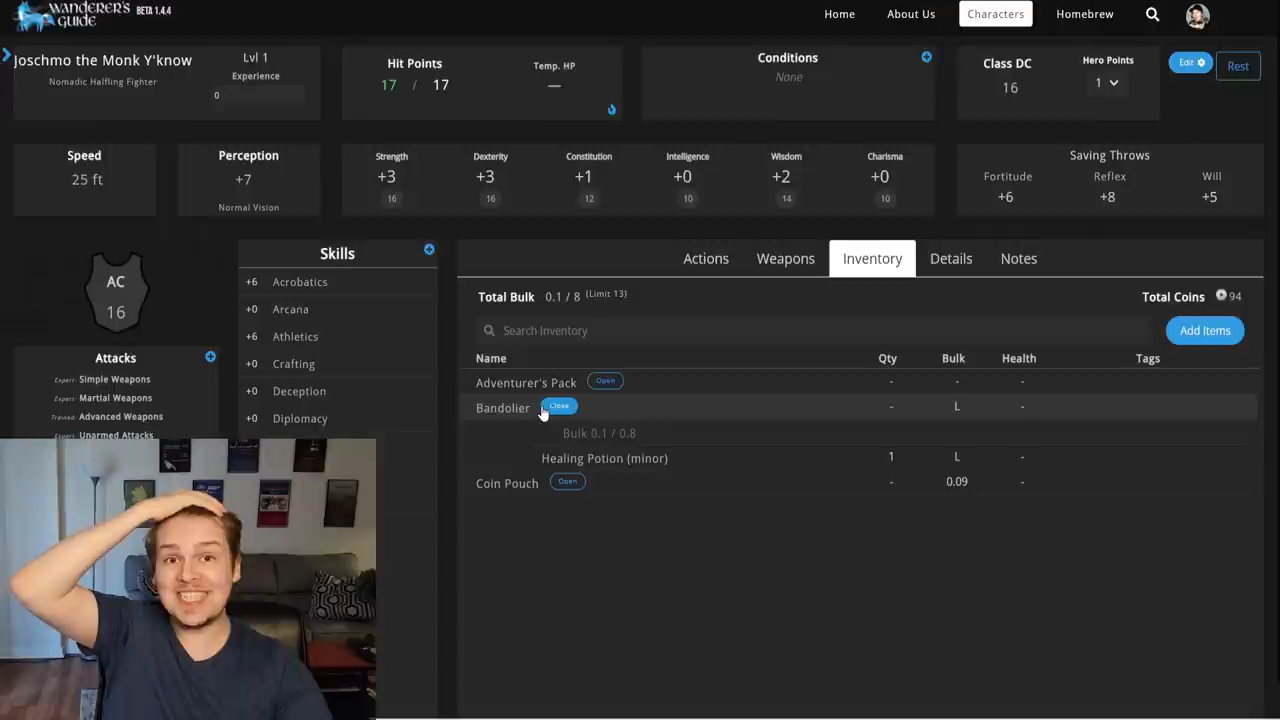 WANDERER'S GUIDE BETA 1.4.4
Home
About Us
Characters
Homebrew
Joschmo the Monk Y'know
Nomadic Halfling Fighter
Lvl 1
Experience
0
Hit Points
17 / 17
Temp. HP
—
Conditions
None
Class DC
16
Hero Points
1
Edit
Rest
Speed
25 ft
Perception
+7
Normal Vision
Strength
+3
16
Dexterity
+3
16
Constitution
+1
12
Intelligence
+0
10
Wisdom
+2
14
Charisma
+0
10
Saving Throws
Fortitude
+6
Reflex
+8
Will
+5
AC
16
Attacks
Expert- Simple Weapons
Expert- Martial Weapons
Trained- Advanced Weapons
Expert- Unarmed Attacks
Skills
+6 Acrobatics
+0 Arcana
+6 Athletics
+0 Crafting
+0 Deception
+0 Diplomacy
Actions
Weapons
Inventory
Details
Notes
Total Bulk 0.1 / 8 (Limit 13)
Total Coins 94
Search Inventory
Add Items
Name Qty Bulk Health Tags
Adventurer's Pack Open - - -
Bandolier Close - L -
Bulk 0.1 / 0.8
Healing Potion (minor) 1 L -
Coin Pouch Open - 0.09 -